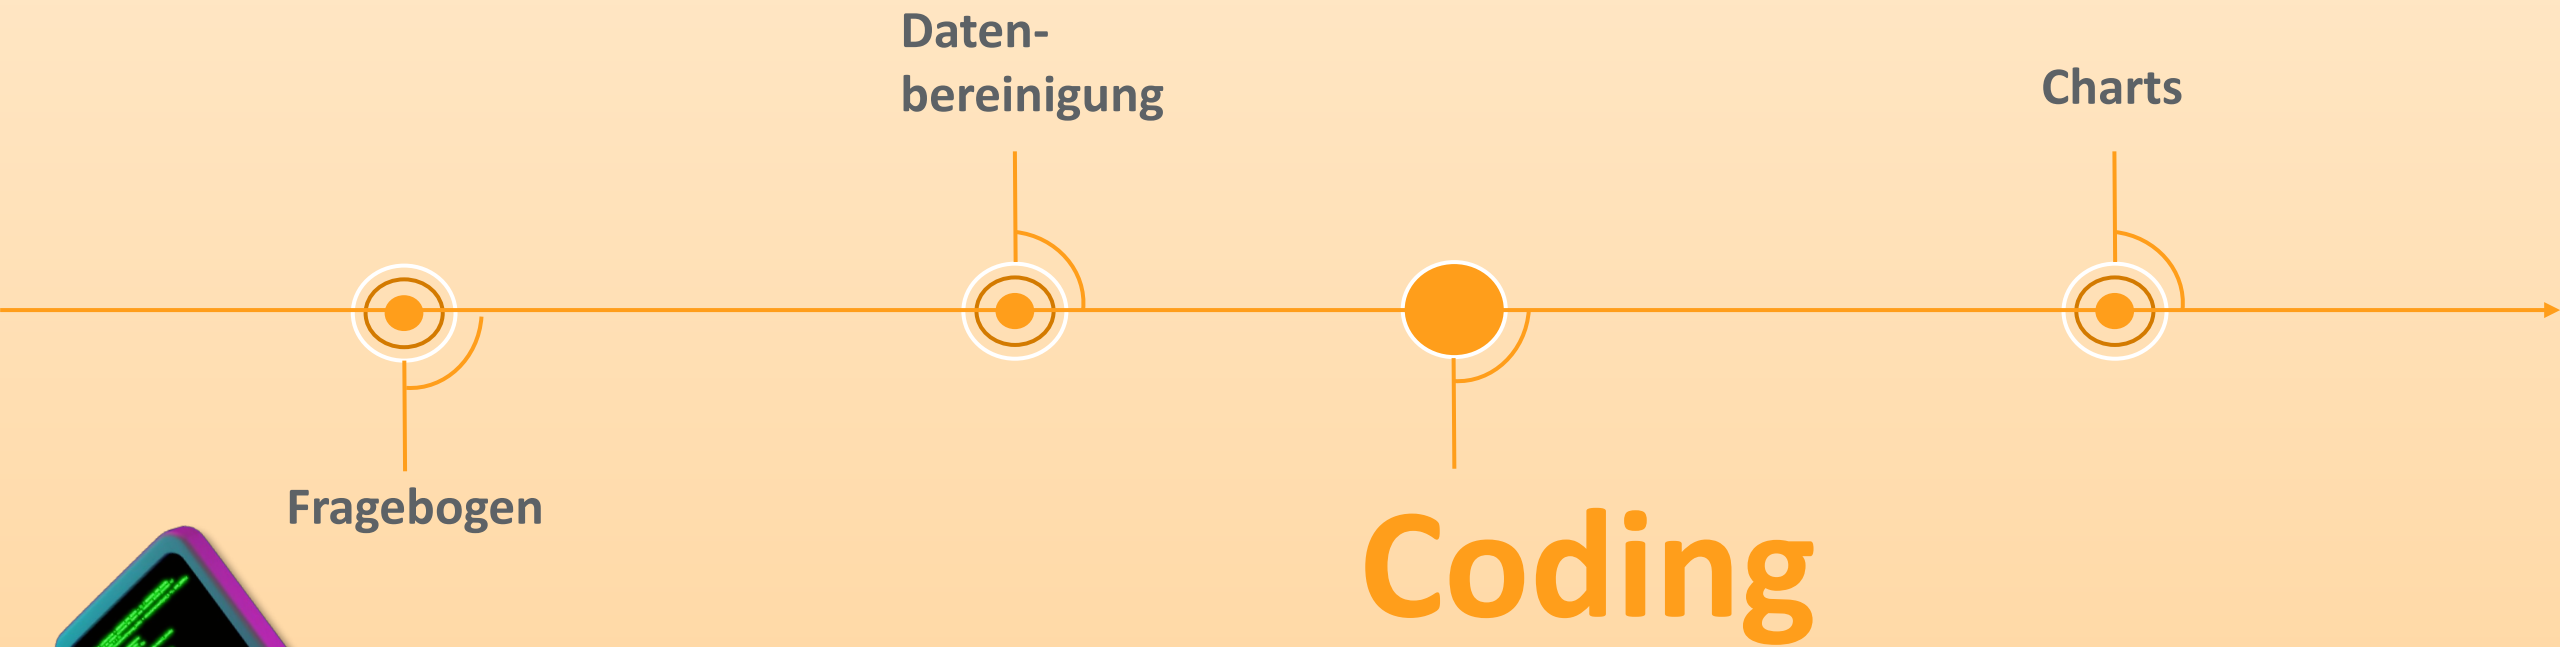 Daten-
bereinigung
Charts
Fragebogen
Coding